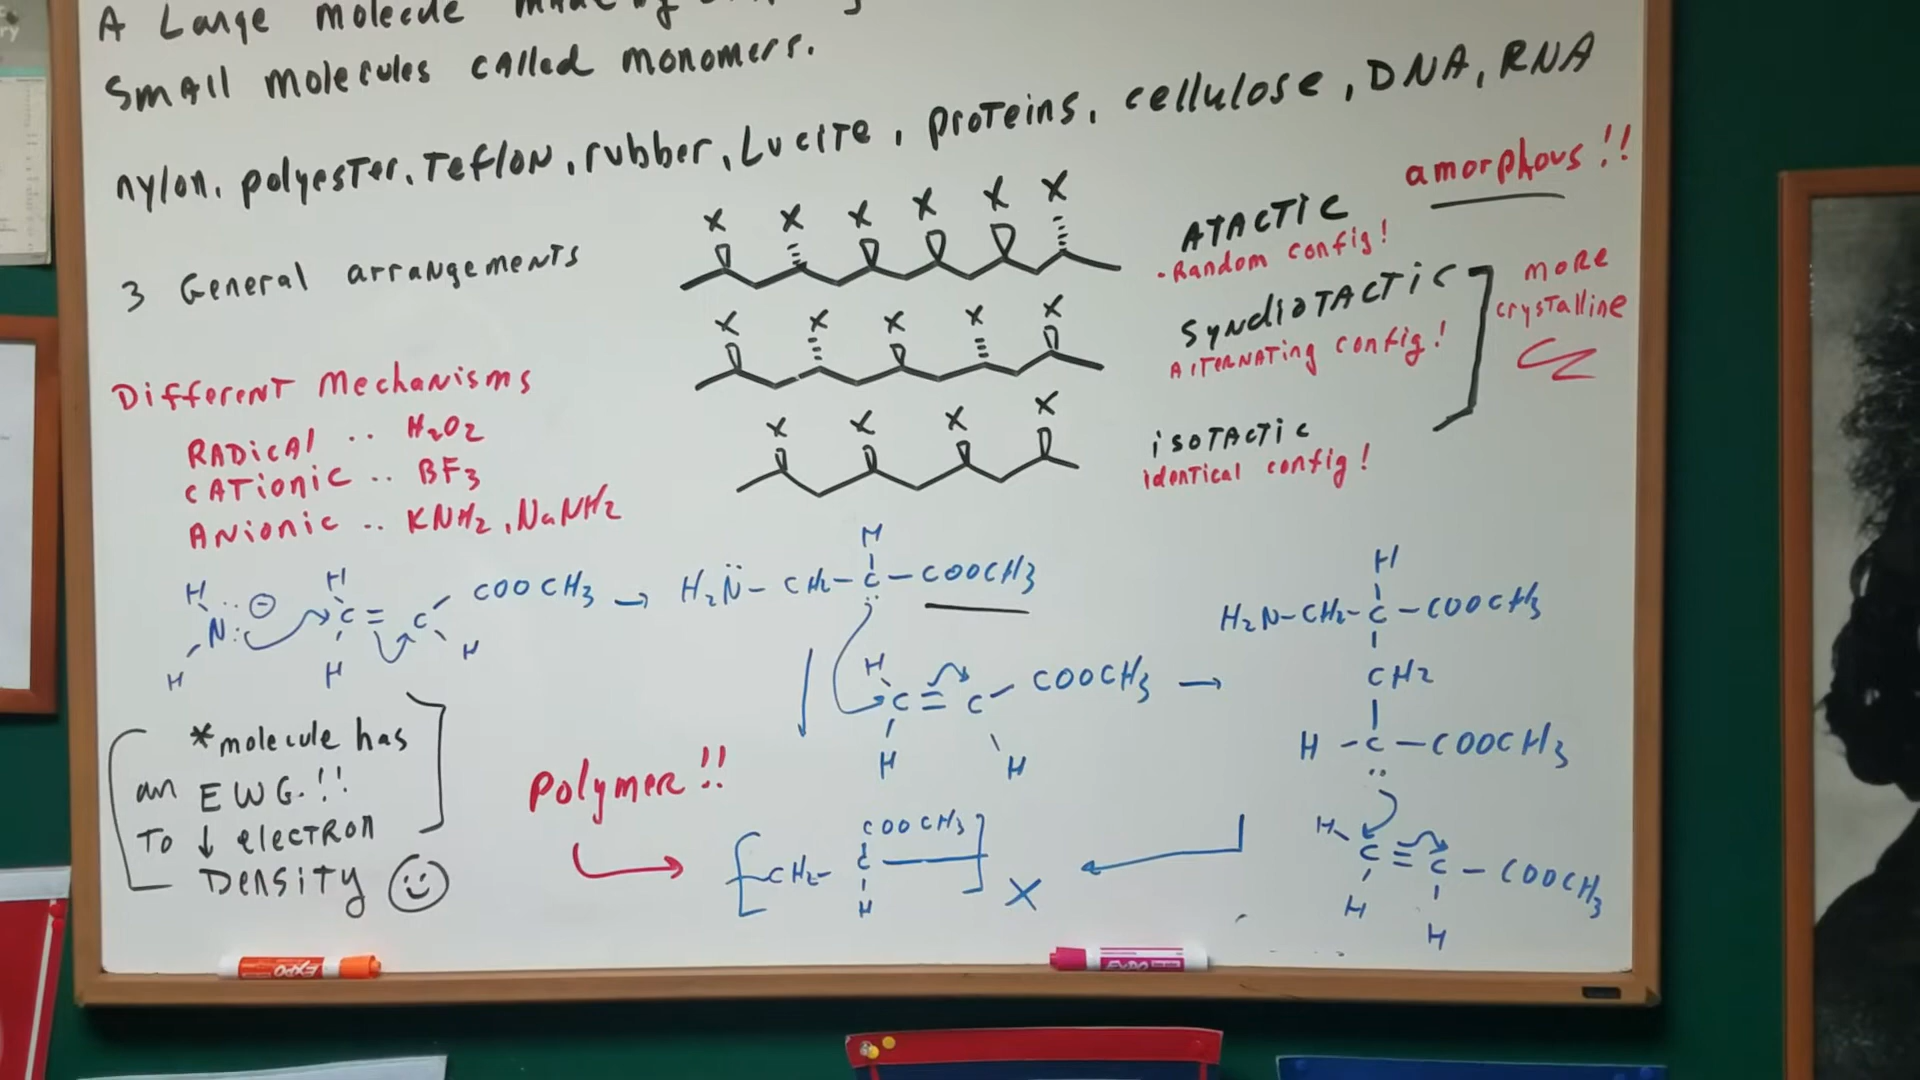 A Large molecule made by
small molecules called monomers.
nylon, polyester, Teflon, rubber, Lucite, proteins, cellulose, DNA, RNA
3 General arrangements
X X X X X X
ATACTIC
amorphous!!
- Random config!
X X X X X
SyndioTACTIC
ALTERNATing config!
more
crystalline
X X X X
isoTACTIC
identical config!
Different Mechanisms
RADICAl .. H2O2
CATionic .. BF3
ANionic .. KNH2, NaNH2
H
N:
⊖
H
H
C = C
COOCH3
H
H
→ H2N̈- CH2- C - COOCH3
H
H
C = C - COOCH3 →
H
H
H
H2N-CH2-C-COOCH3
CH2
H - C - COOCH3
H
C = C - COOCH3
H
H
*molecule has
an EWG.!!
To ↓ electron
Density
Polymer!!
COOCH3
CH2- C
H
X
EXPO
EXPO